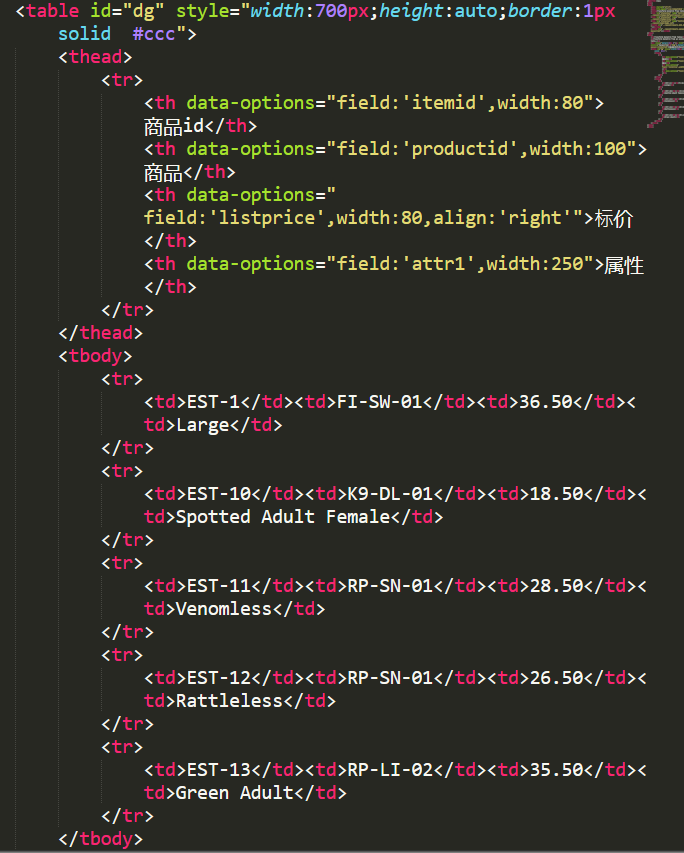 <table id="dg" style="width:700px;height:auto;border:1px
solid  #ccc">
<thead>
<tr>
<th data-options="field:'itemid',width:80">
商品id</th>
<th data-options="field:'productid',width:100">
商品</th>
<th data-options="
field:'listprice',width:80,align:'right'">标价
</th>
<th data-options="field:'attr1',width:250">属性
</th>
</tr>
</thead>
<tbody>
<tr>
<td>EST-1</td><td>FI-SW-01</td><td>36.50</td><
td>Large</td>
</tr>
<tr>
<td>EST-10</td><td>K9-DL-01</td><td>18.50</td><
td>Spotted Adult Female</td>
</tr>
<tr>
<td>EST-11</td><td>RP-SN-01</td><td>28.50</td><
td>Venomless</td>
</tr>
<tr>
<td>EST-12</td><td>RP-SN-01</td><td>26.50</td><
td>Rattleless</td>
</tr>
<tr>
<td>EST-13</td><td>RP-LI-02</td><td>35.50</td><
td>Green Adult</td>
</tr>
</tbody>